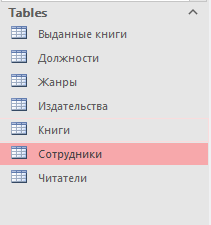 Tables
Выданные книги
Должности
Жанры
Издательства
Книги
Сотрудники
Читатели